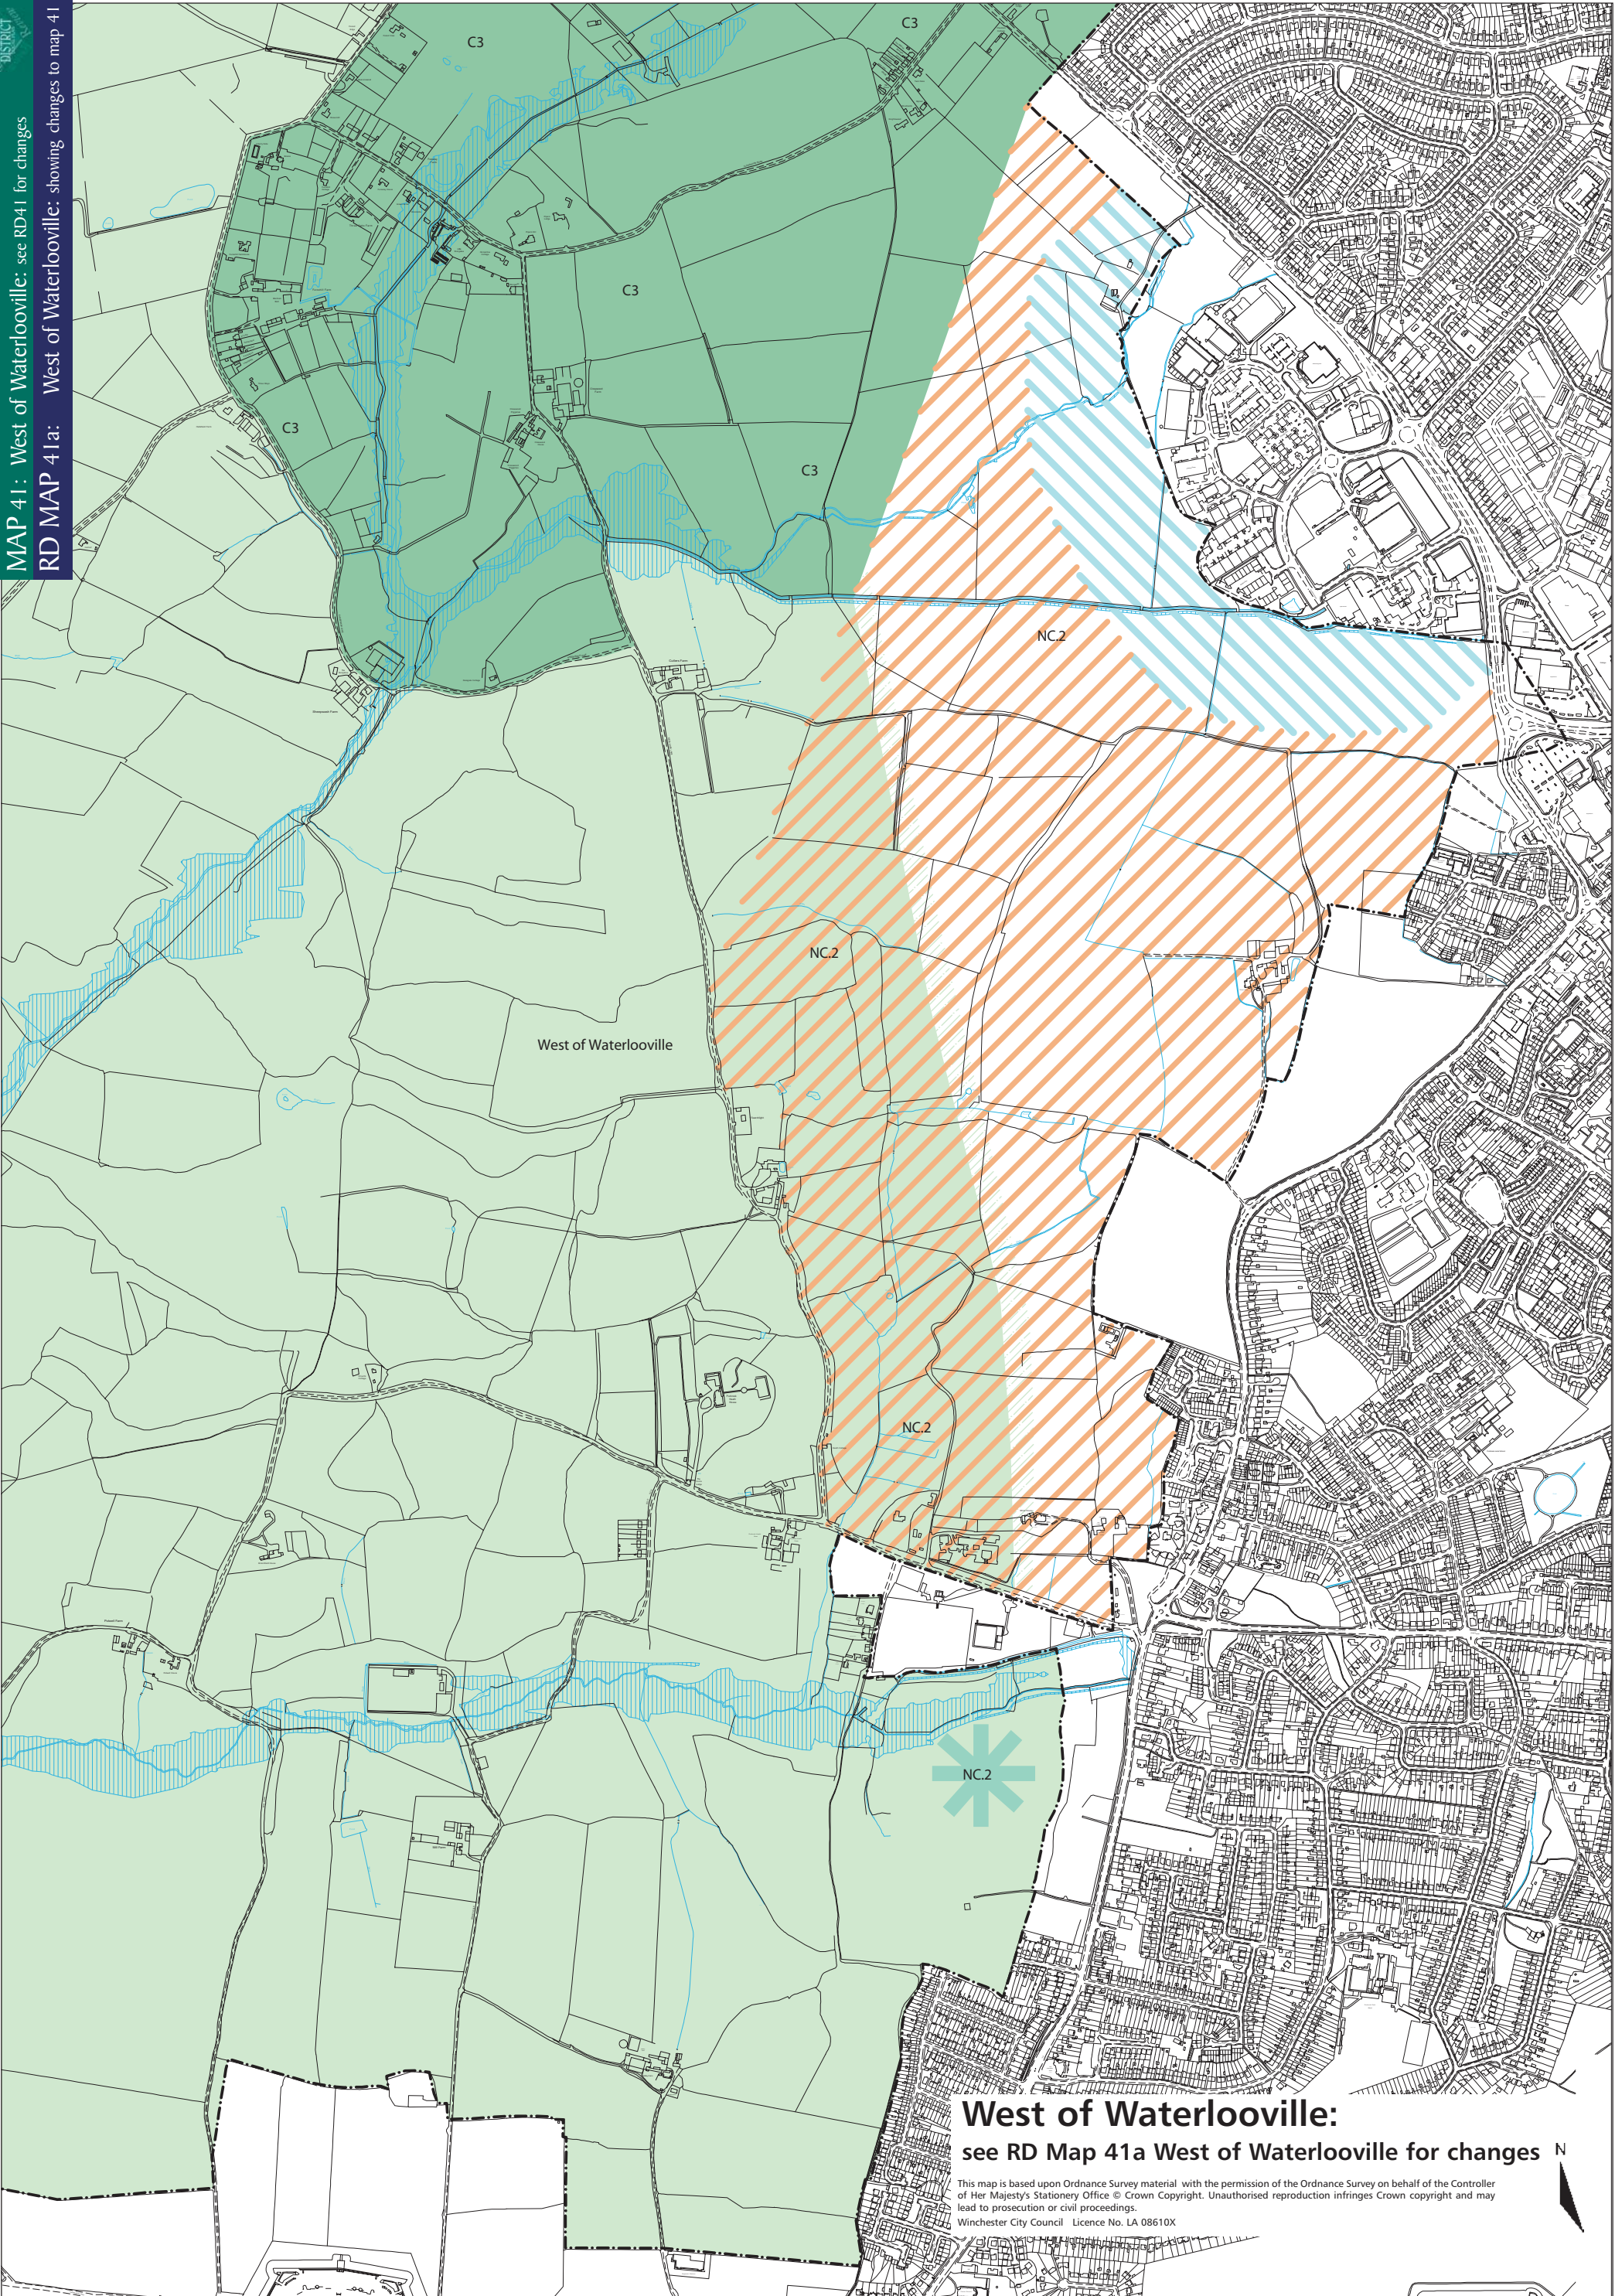 MAP 41: West of Waterlooville: see RD41 for changes
RD MAP 41a: West of Waterlooville: showing changes to map 41
DISTRICT
C3
C3
C3
C3
C3
NC.2
NC.2
West of Waterlooville
NC.2
NC.2
West of Waterlooville:
see RD Map 41a West of Waterlooville for changes
N
This map is based upon Ordnance Survey material with the permission of the Ordnance Survey on behalf of the Controller
of Her Majesty's Stationery Office © Crown Copyright. Unauthorised reproduction infringes Crown copyright and may
lead to prosecution or civil proceedings.
Winchester City Council Licence No. LA 08610X